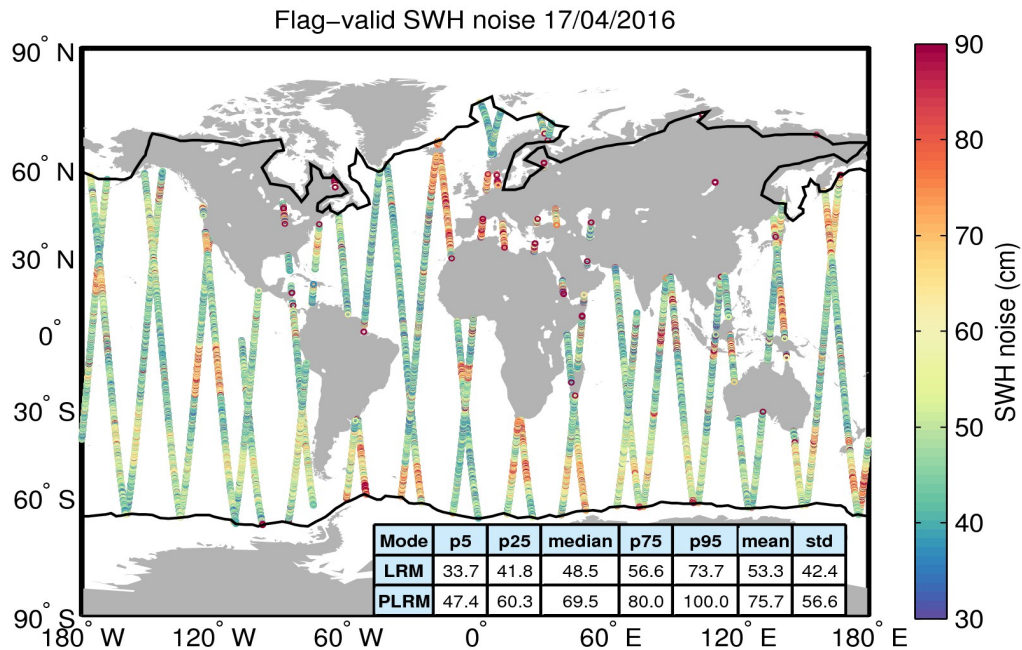 Flag−valid SWH noise 17/04/2016
90° N
60° N
30° N
0°
30° S
60° S
90° S
180° W
120° W
60° W
0°
60° E
120° E
180° E
90
80
70
60
50
40
30
SWH noise (cm)
Mode p5 p25 median p75 p95 mean std
LRM 33.7 41.8 48.5 56.6 73.7 53.3 42.4
PLRM 47.4 60.3 69.5 80.0 100.0 75.7 56.6